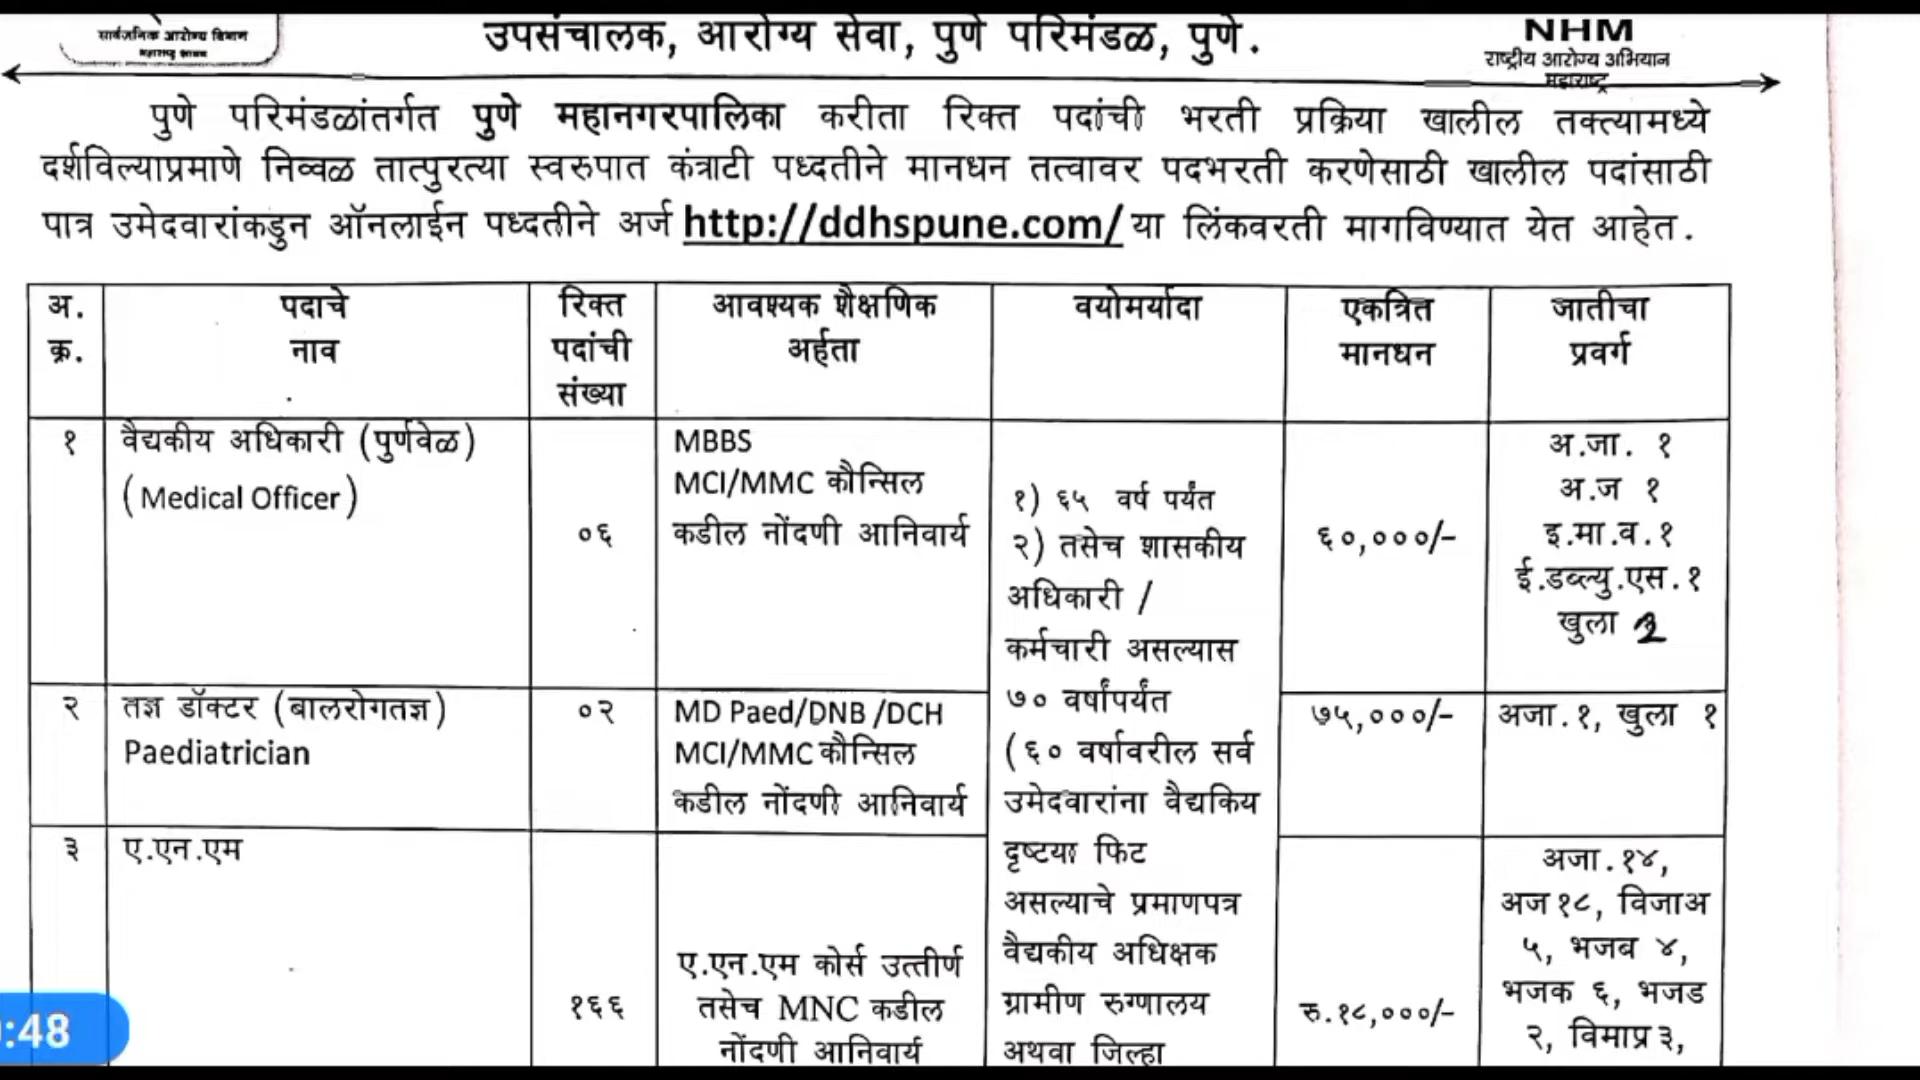 सार्वजनिक आरोग्य विभाग
महाराष्ट्र शासन
उपसंचालक, आरोग्य सेवा, पुणे परिमंडळ, पुणे.
NHM
राष्ट्रीय आरोग्य अभियान
महाराष्ट्र
पुणे परिमंडळांतर्गत पुणे महानगरपालिका करीता रिक्त पदांची भरती प्रक्रिया खालील तक्त्यामध्ये
दर्शविल्याप्रमाणे निव्वळ तात्पुरत्या स्वरुपात कंत्राटी पध्दतीने मानधन तत्वावर पदभरती करणेसाठी खालील पदांसाठी
पात्र उमेदवारांकडुन ऑनलाईन पध्दतीने अर्ज http://ddhspune.com/ या लिंकवरती मागविण्यात येत आहेत.
अ.
क्र.
पदाचे
नाव
रिक्त
पदांची
संख्या
आवश्यक शैक्षणिक
अर्हता
वयोमर्यादा
एकत्रित
मानधन
जातीचा
प्रवर्ग
१
वैद्यकीय अधिकारी (पुर्णवेळ)
( Medical Officer )
०६
MBBS
MCI/MMC कौन्सिल
कडील नोंदणी आनिवार्य
१) ६५ वर्ष पर्यंत
२) तसेच शासकीय
अधिकारी /
कर्मचारी असल्यास
७० वर्षांपर्यंत
(६० वर्षावरील सर्व
उमेदवारांना वैद्यकिय
दृष्टया फिट
असल्याचे प्रमाणपत्र
वैद्यकीय अधिक्षक
ग्रामीण रुग्णालय
अथवा जिल्हा
६०,०००/-
अ.जा. १
अ.ज १
इ.मा.व.१
ई.डब्ल्यु.एस.१
खुला २
२
तज्ञ डॉक्टर (बालरोगतज्ञ)
Paediatrician
०२
MD Paed/DNB /DCH
MCI/MMC कौन्सिल
कडील नोंदणी आनिवार्य
७५,०००/-
अजा.१, खुला १
३
ए.एन.एम
१६६
ए.एन.एम कोर्स उत्तीर्ण
तसेच MNC कडील
नोंदणी आनिवार्य
रु.१८,०००/-
अजा.१४,
अज१८, विजाअ
५, भजब ४,
भजक ६, भजड
२, विमाप्र३,
:48